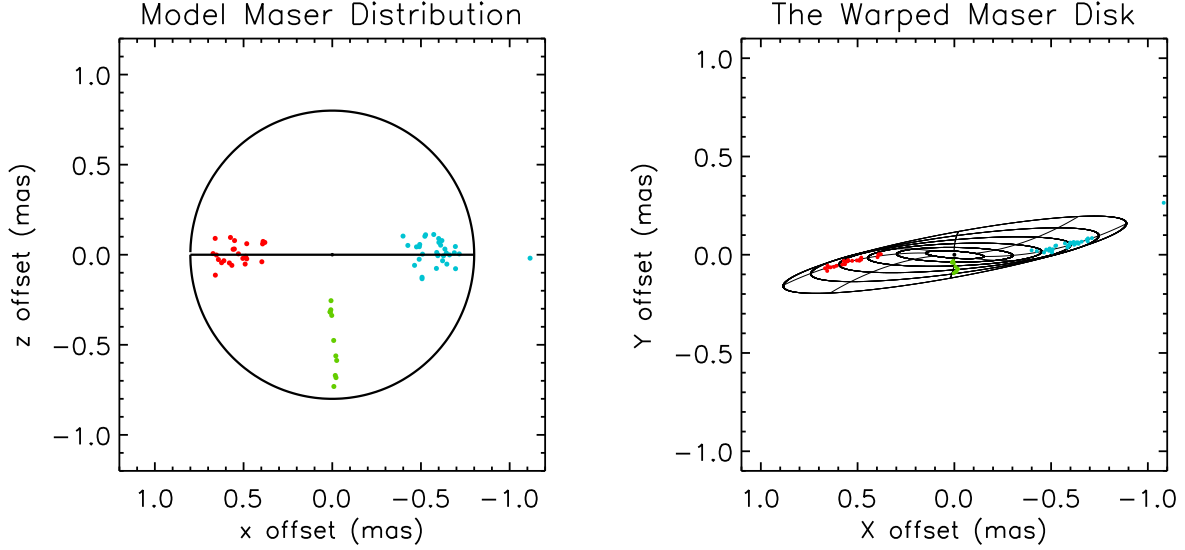 Model Maser Distribution
1.0
0.5
0.0
−0.5
−1.0
z offset (mas)
1.0 0.5 0.0 −0.5 −1.0
x offset (mas)
The Warped Maser Disk
1.0
0.5
0.0
−0.5
−1.0
Y offset (mas)
1.0 0.5 0.0 −0.5 −1.0
X offset (mas)